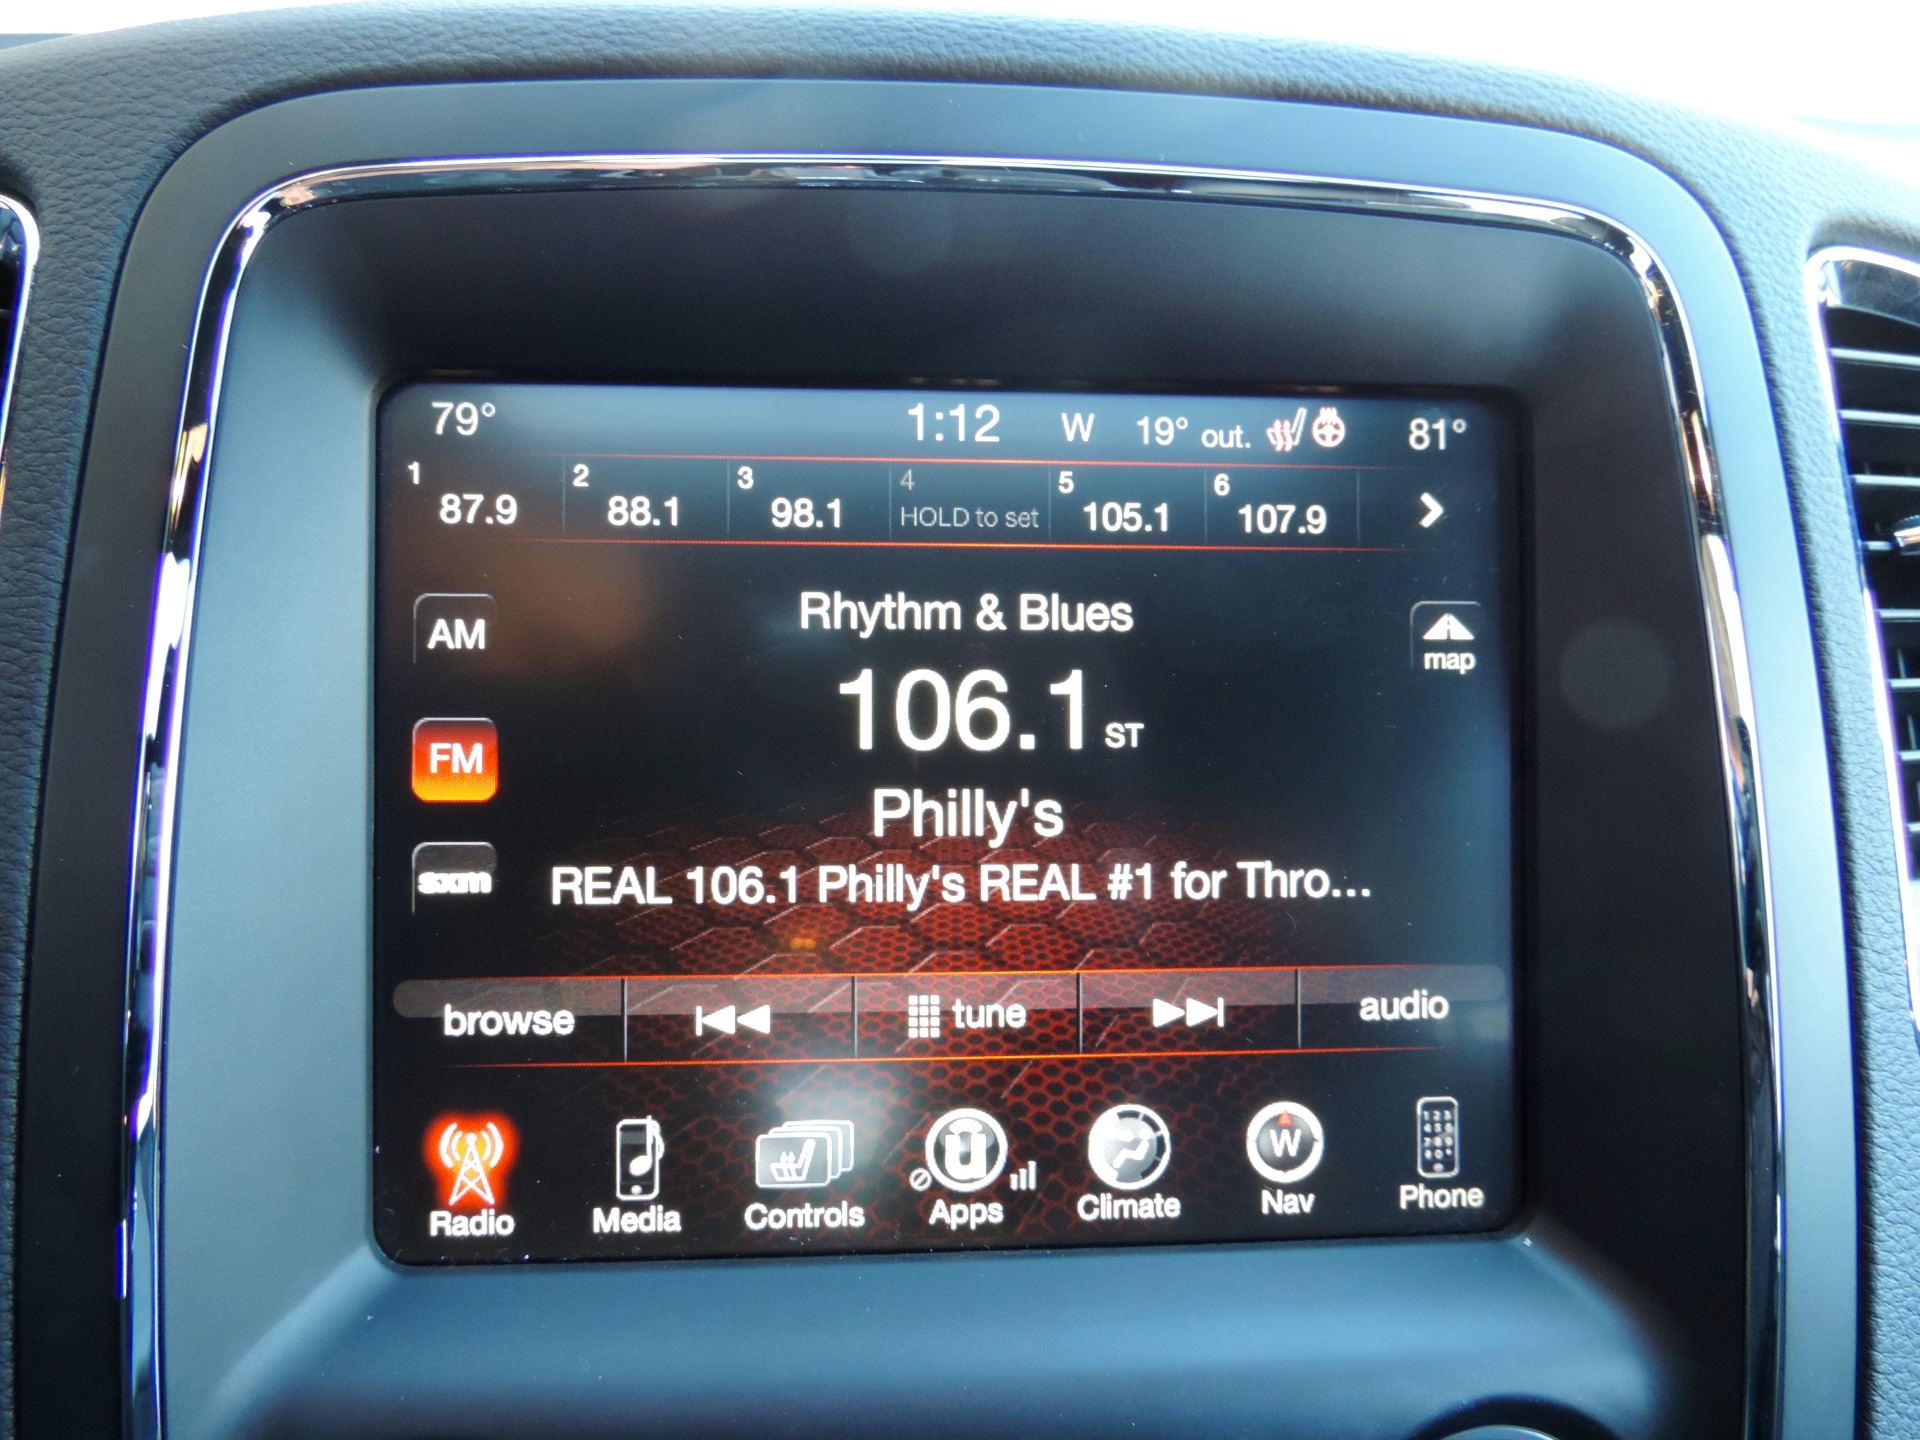 79° 1:12 W 19° out. 81°
1 2 3 4 5 6
87.9 88.1 98.1 HOLD to set 105.1 107.9
Rhythm & Blues
AM
map
106.1 ST
FM
Philly's
sxm
REAL 106.1 Philly's REAL #1 for Thro...
browse tune audio
W
u
Radio Media Controls Apps Climate Nav Phone